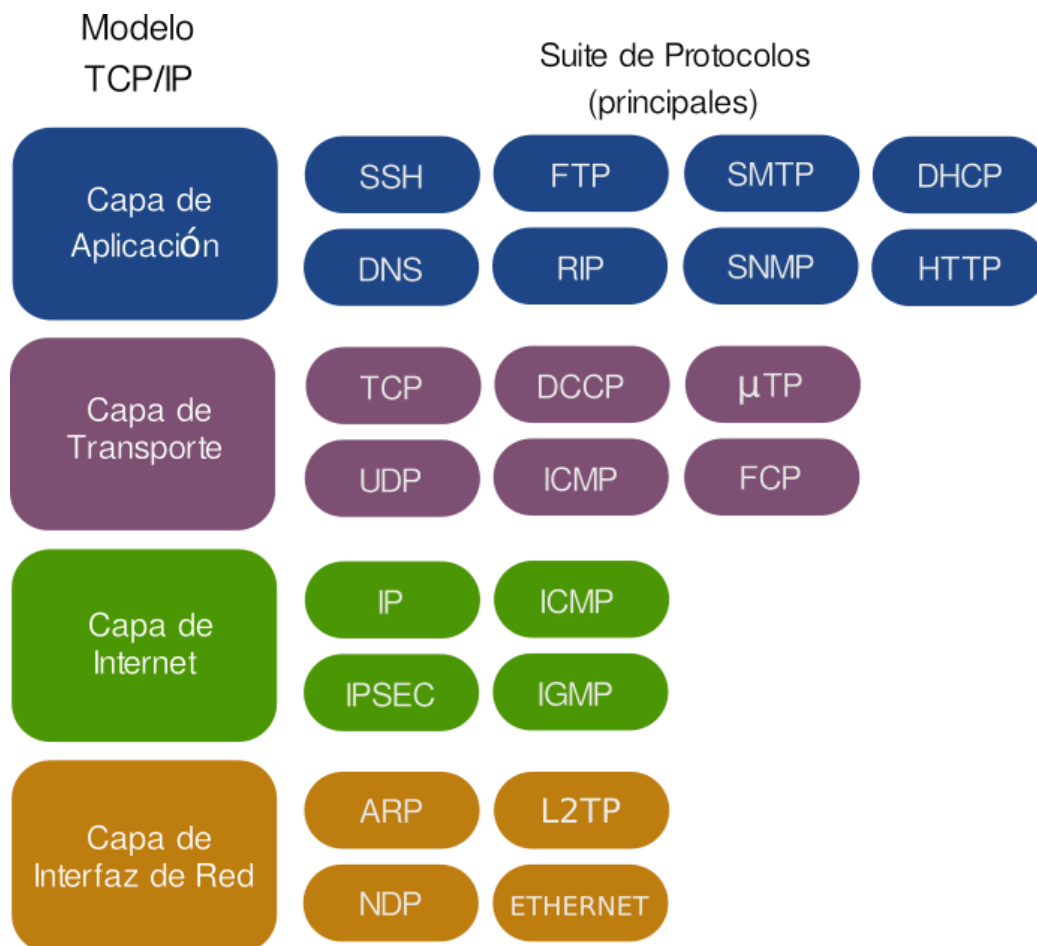 Modelo
TCP/IP
Suite de Protocolos
(principales)
Capa de
Aplicación
SSH
FTP
SMTP
DHCP
DNS
RIP
SNMP
HTTP
Capa de
Transporte
TCP
DCCP
µTP
UDP
ICMP
FCP
Capa de
Internet
IP
ICMP
IPSEC
IGMP
Capa de
Interfaz de Red
ARP
L2TP
NDP
ETHERNET